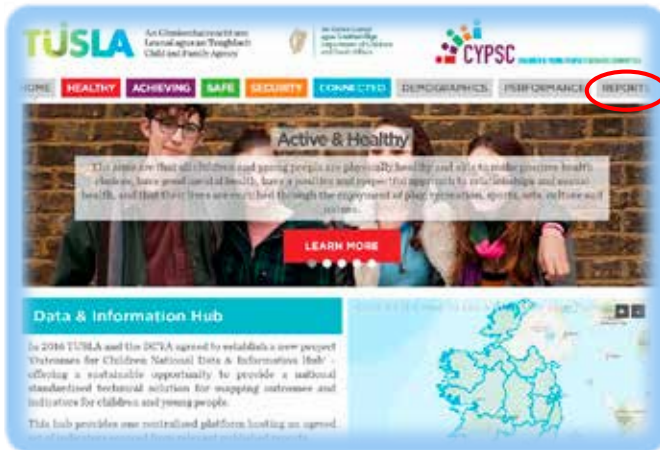 TUSLA
An Ghníomhaireacht um
Leanaí agus an Teaghlach
Child and Family Agency
CYPSC
HOME HEALTHY ACHIEVING SAFE SECURITY CONNECTED DEMOGRAPHICS PERFORMANCE REPORTS
Active & Healthy
The aims are that all children and young people are physically healthy and able to make positive health
choices, have good mental health, have a positive and respectful approach to relationships and sexual
health, and that their lives are enriched through the enjoyment of play, recreation, sports, arts, culture and
nature.
LEARN MORE
Data & Information Hub
In 2016 TUSLA and the DCYA agreed to establish a new project
'Outcomes for Children National Data & Information Hub' -
offering a sustainable opportunity to provide a national
standardised technical solution for mapping outcomes and
indicators for children and young people.
This hub provides one centralised platform hosting an agreed